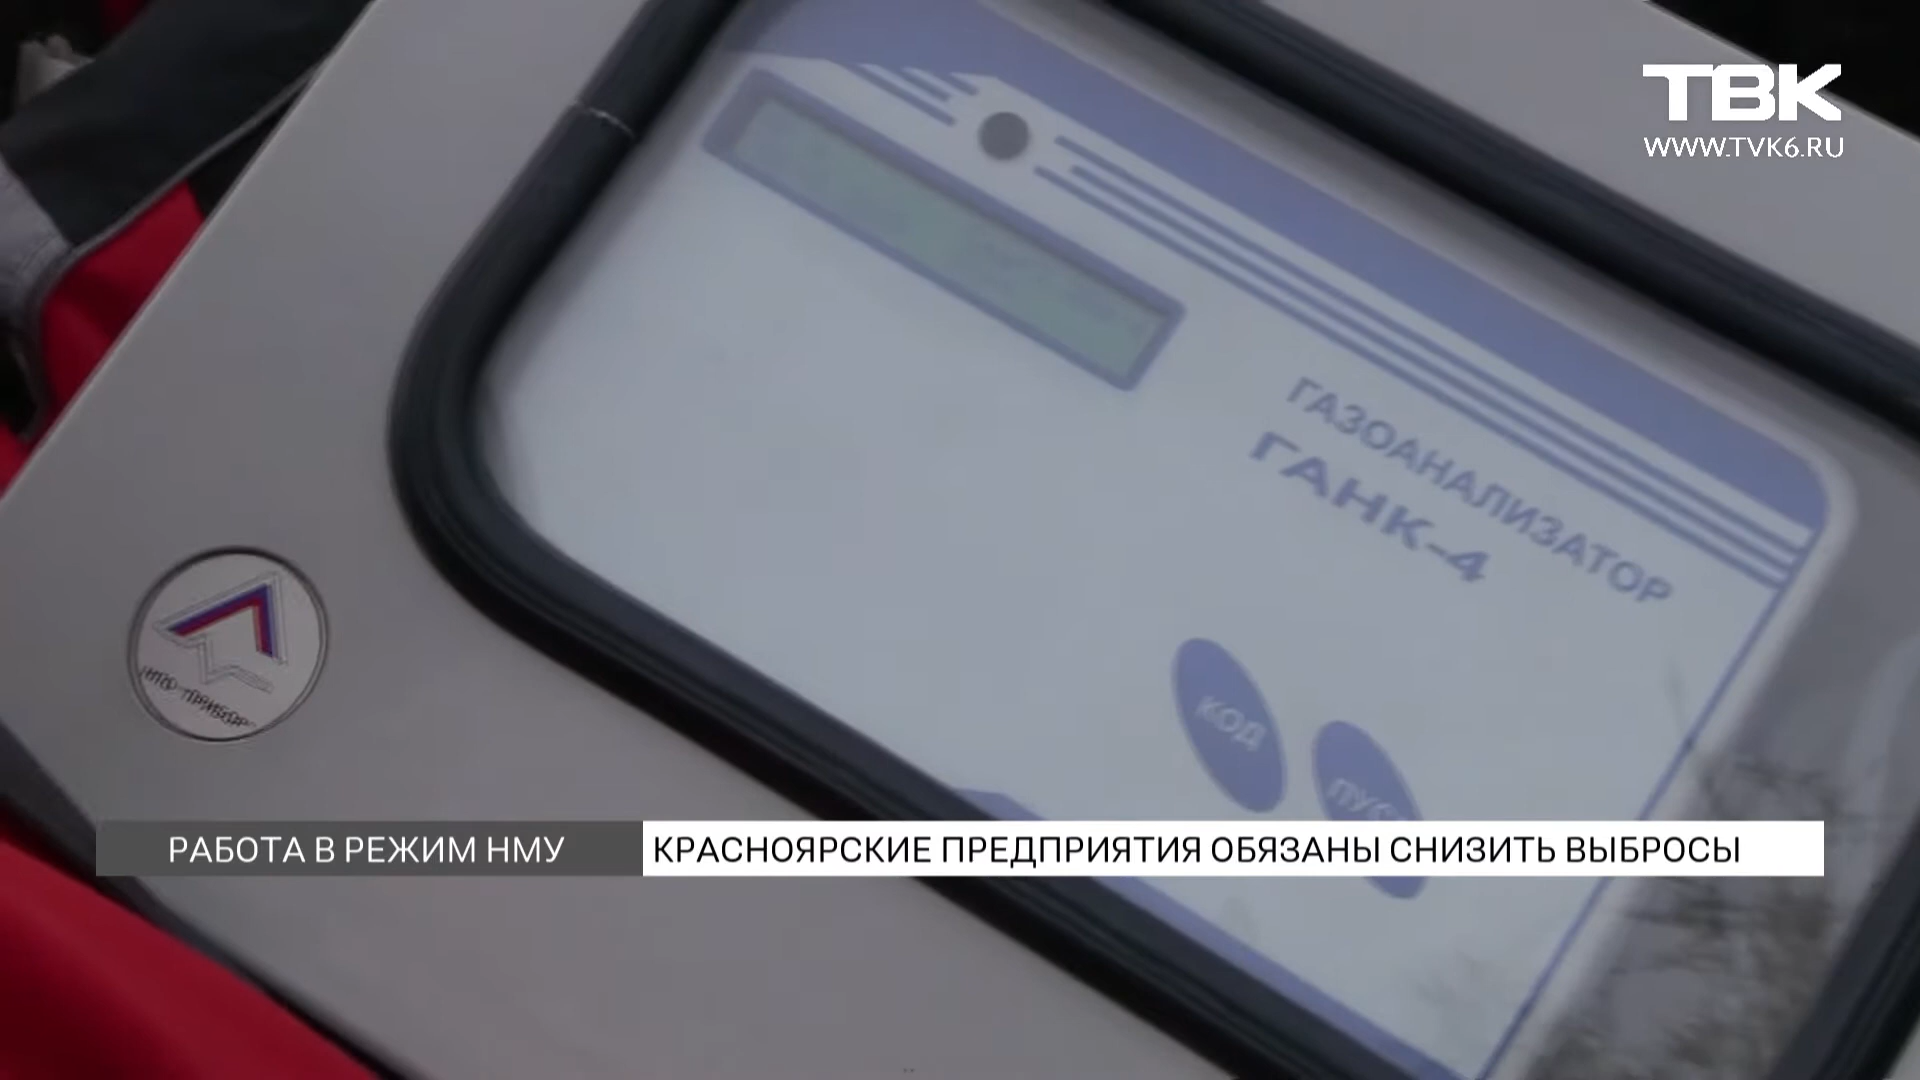 ТВК
WWW.TVK6.RU
ГАЗОАНАЛИЗАТОР
ГАНК-4
КОД
РАБОТА В РЕЖИМ НМУ
КРАСНОЯРСКИЕ ПРЕДПРИЯТИЯ ОБЯЗАНЫ СНИЗИТЬ ВЫБРОСЫ